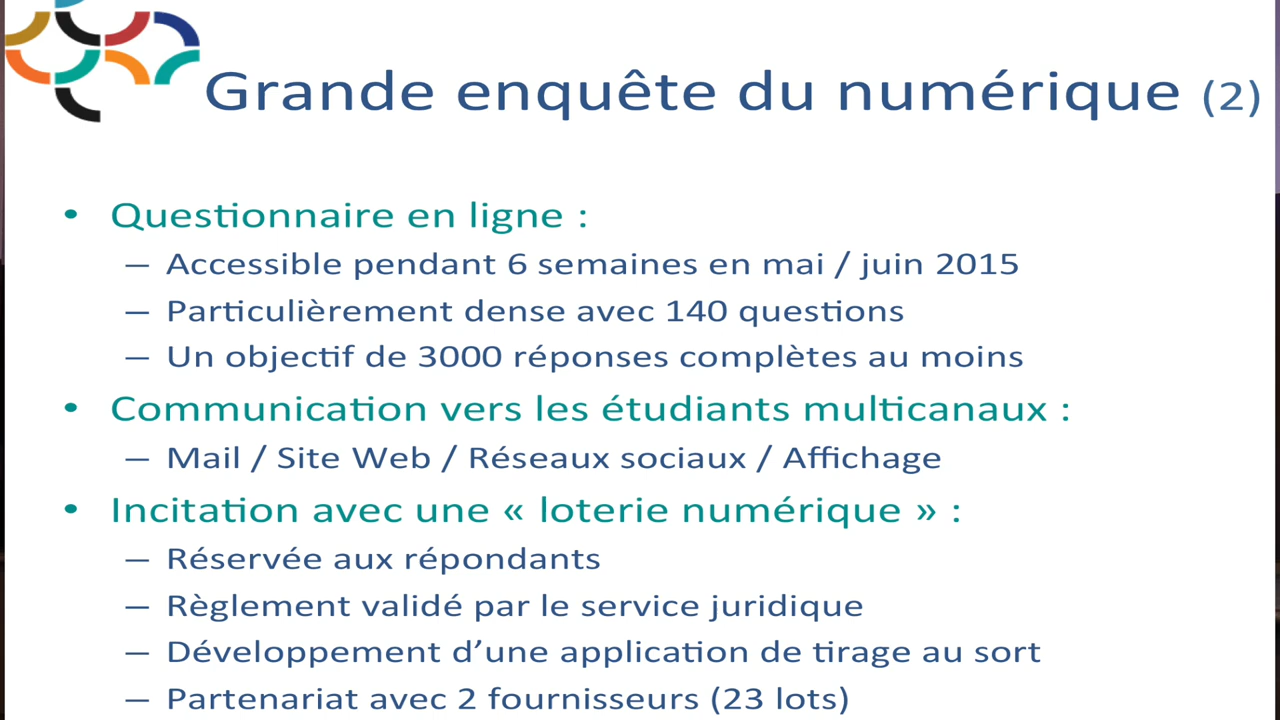 Grande enquête du numérique (2)
• Questionnaire en ligne :
– Accessible pendant 6 semaines en mai / juin 2015
– Particulièrement dense avec 140 questions
– Un objectif de 3000 réponses complètes au moins
• Communication vers les étudiants multicanaux :
– Mail / Site Web / Réseaux sociaux / Affichage
• Incitation avec une « loterie numérique » :
– Réservée aux répondants
– Règlement validé par le service juridique
– Développement d’une application de tirage au sort
– Partenariat avec 2 fournisseurs (23 lots)